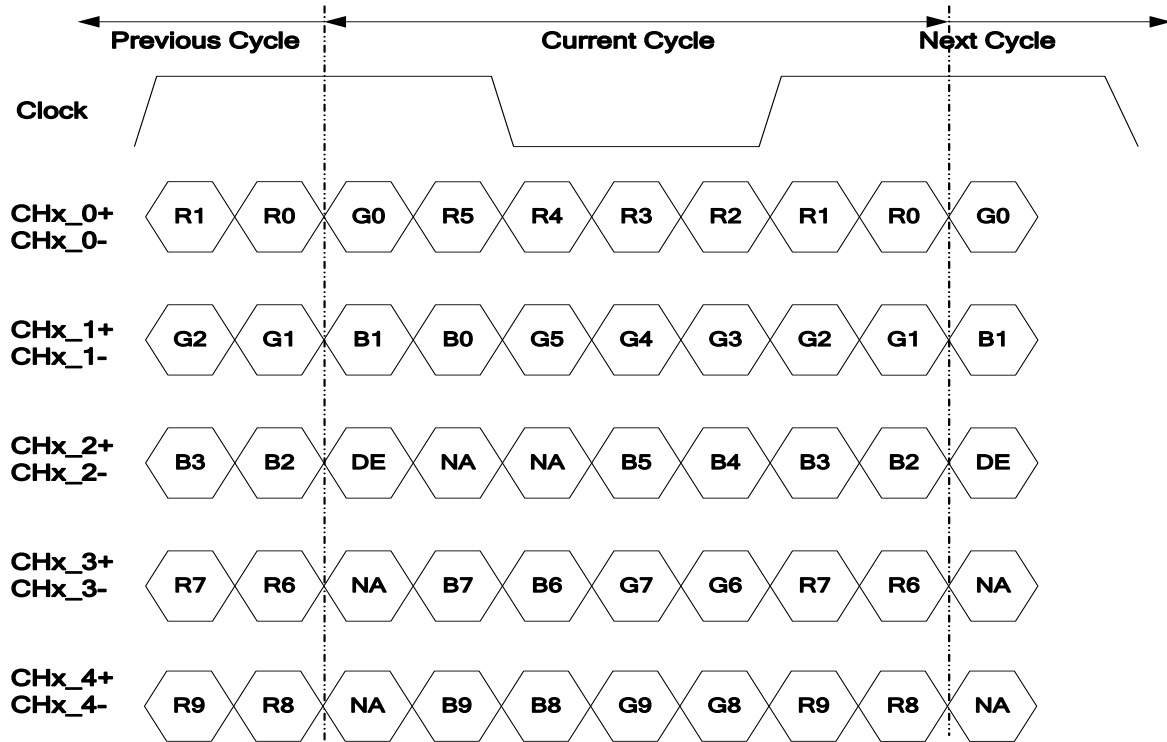 Previous Cycle Current Cycle Next Cycle
Clock
CHx_0+
CHx_0-
R1 R0 G0 R5 R4 R3 R2 R1 R0 G0
CHx_1+
CHx_1-
G2 G1 B1 B0 G5 G4 G3 G2 G1 B1
CHx_2+
CHx_2-
B3 B2 DE NA NA B5 B4 B3 B2 DE
CHx_3+
CHx_3-
R7 R6 NA B7 B6 G7 G6 R7 R6 NA
CHx_4+
CHx_4-
R9 R8 NA B9 B8 G9 G8 R9 R8 NA